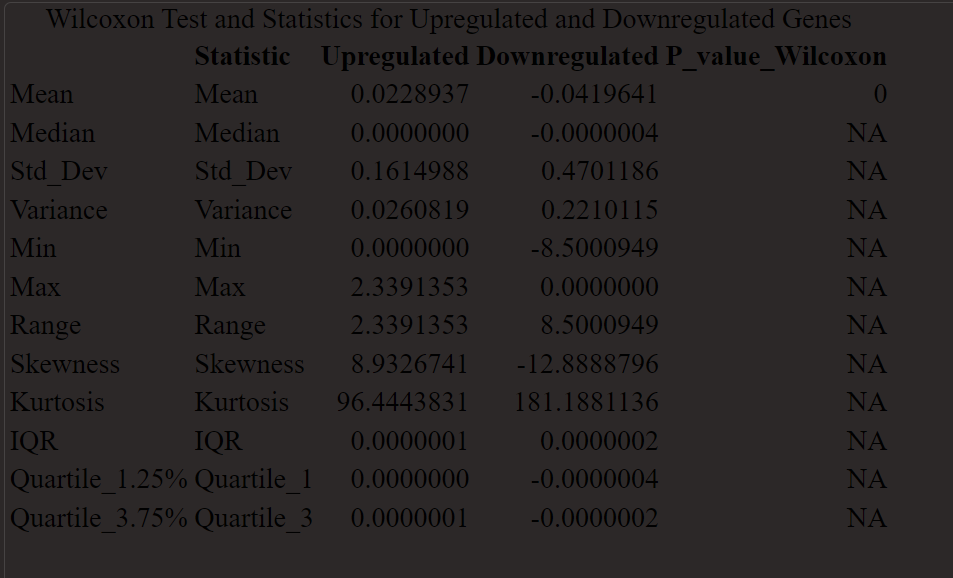 Wilcoxon Test and Statistics for Upregulated and Downregulated Genes
Statistic Upregulated Downregulated P_value_Wilcoxon
Mean Mean 0.0228937 -0.0419641 0
Median Median 0.0000000 -0.0000004 NA
Std_Dev Std_Dev 0.1614988 0.4701186 NA
Variance Variance 0.0260819 0.2210115 NA
Min Min 0.0000000 -8.5000949 NA
Max Max 2.3391353 0.0000000 NA
Range Range 2.3391353 8.5000949 NA
Skewness Skewness 8.9326741 -12.8888796 NA
Kurtosis Kurtosis 96.4443831 181.1881136 NA
IQR IQR 0.0000001 0.0000002 NA
Quartile_1.25% Quartile_1 0.0000000 -0.0000004 NA
Quartile_3.75% Quartile_3 0.0000001 -0.0000002 NA